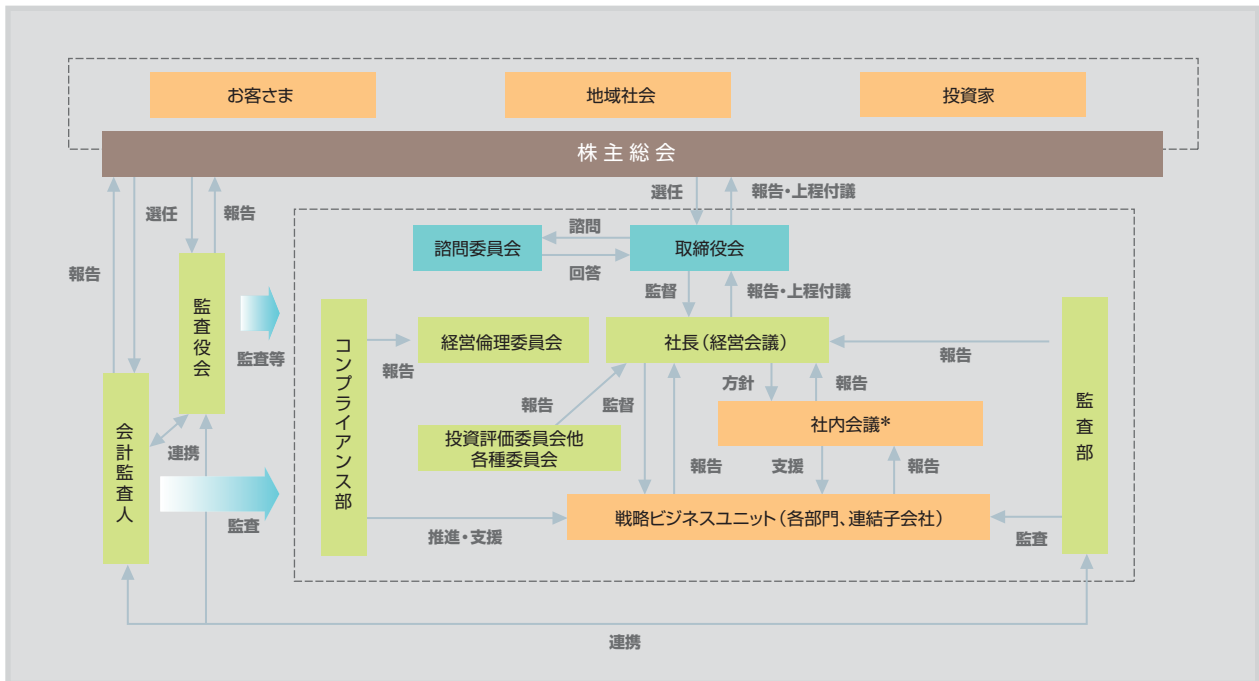 お客さま
地域社会
投資家
株主総会
選任
報告
選任
報告・上程付議
報告
諮問委員会
諮問
回答
取締役会
監督
報告・上程付議
監査役会
監査等
コンプライアンス部
経営倫理委員会
報告
社長（経営会議）
報告
監査部
報告
監督
方針
報告
会計監査人
連携
投資評価委員会他
各種委員会
社内会議*
報告
支援
報告
監査
戦略ビジネスユニット（各部門、連結子会社）
推進・支援
監査
連携